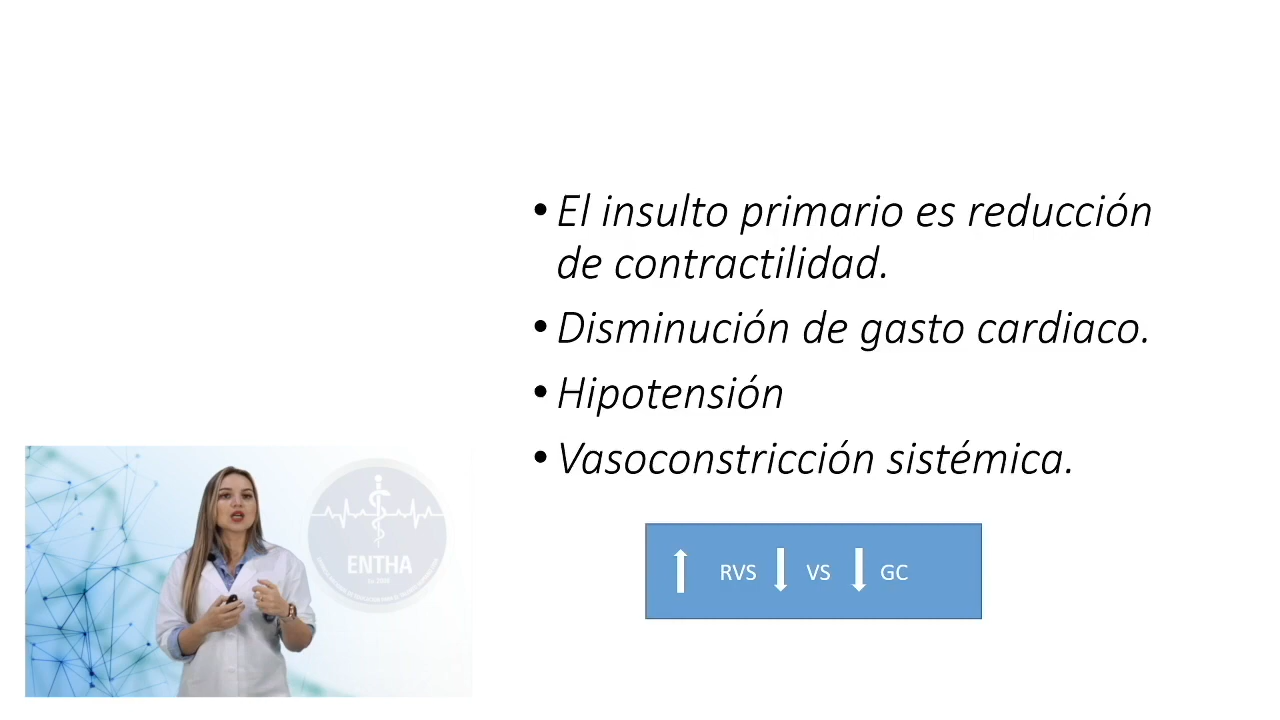 • El insulto primario es reducción
de contractilidad.
• Disminución de gasto cardiaco.
• Hipotensión
• Vasoconstricción sistémica.
RVS VS GC
ENTHA